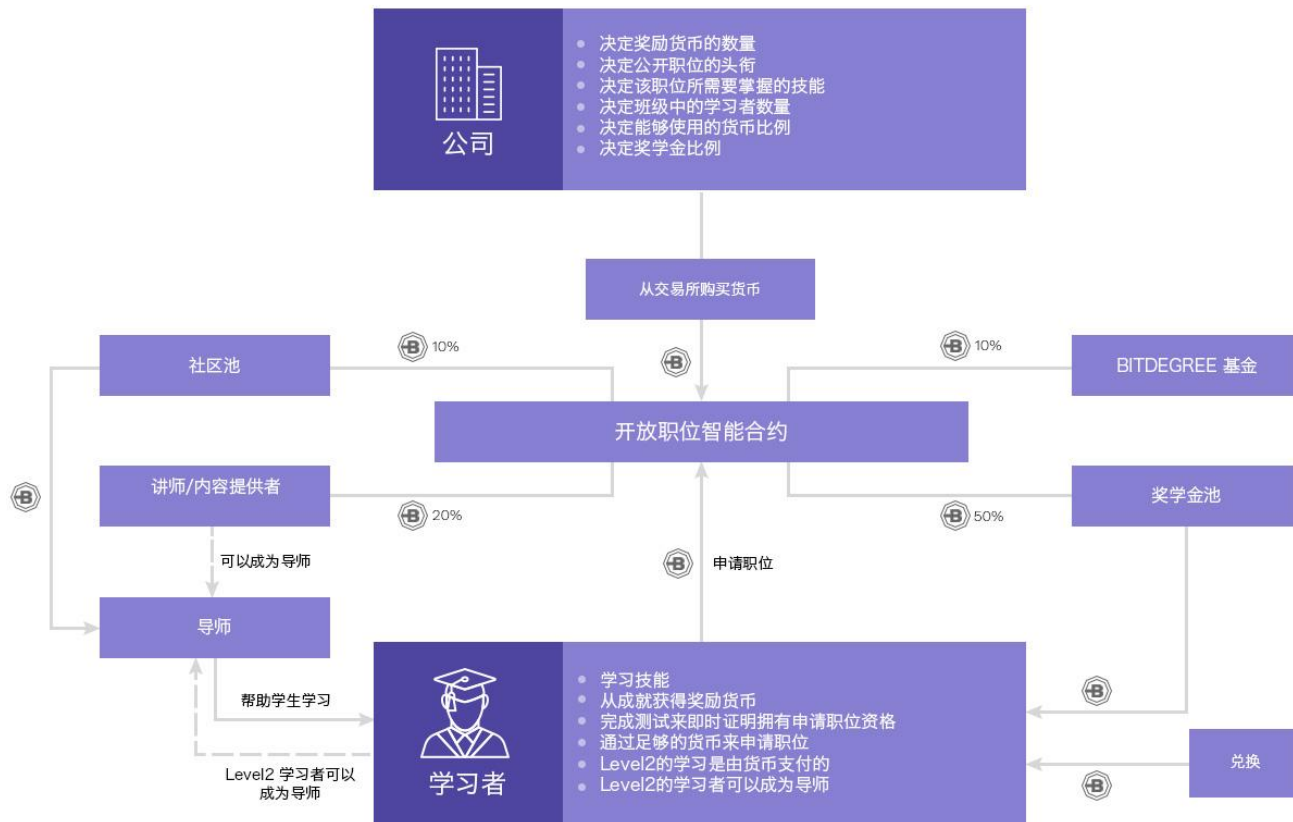 公司
决定奖励货币的数量
决定公开职位的头衔
决定该职位所需要掌握的技能
决定班级中的学习者数量
决定能够使用的货币比例
决定奖学金比例
从交易所购买货币
社区池
B 10%
B
B 10%
BITDEGREE 基金
开放职位智能合约
B
讲师/内容提供者
B 20%
B 50%
奖学金池
可以成为导师
B
申请职位
导师
帮助学生学习
Level2 学习者可以
成为导师
学习者
学习技能
从成就获得奖励货币
完成测试来即时证明拥有申请职位资格
通过足够的货币来申请职位
Level2的学习是由货币支付的
Level2的学习者可以成为导师
B
兑换
B